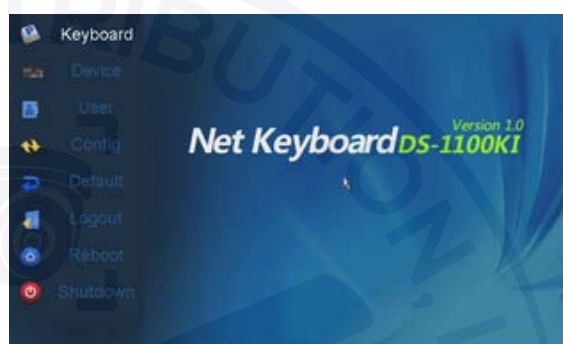 Keyboard
Device
User
Config
Default
Logout
Reboot
Shutdown
Version 1.0
Net Keyboard DS-1100KI